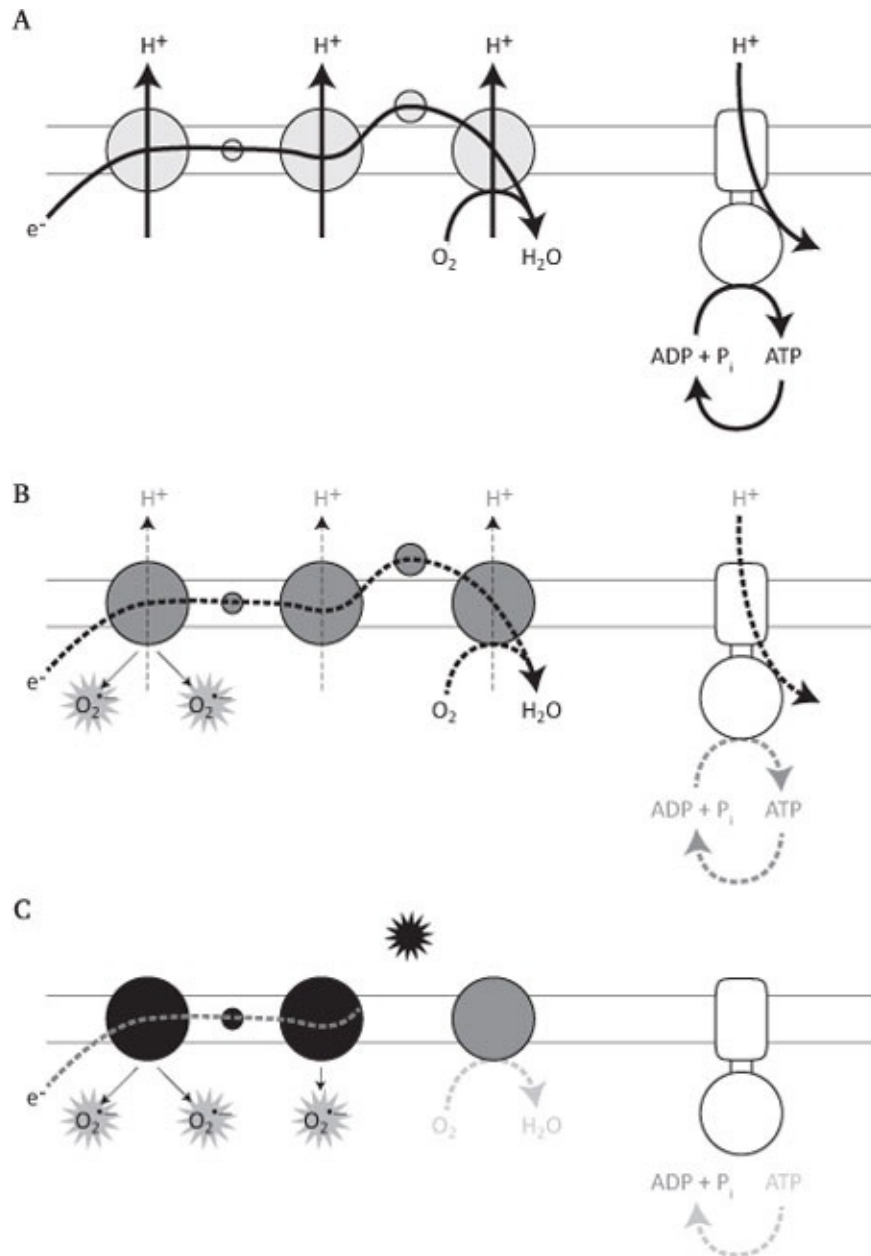 A
H⁺ H⁺ H⁺ H⁺
e⁻
O₂ H₂O
ADP + Pᵢ ATP
B
H⁺ H⁺ H⁺ H⁺
e⁻
O₂•– O₂•– O₂ H₂O
ADP + Pᵢ ATP
C
e⁻
O₂•– O₂•– O₂•– O₂ H₂O
ADP + Pᵢ ATP